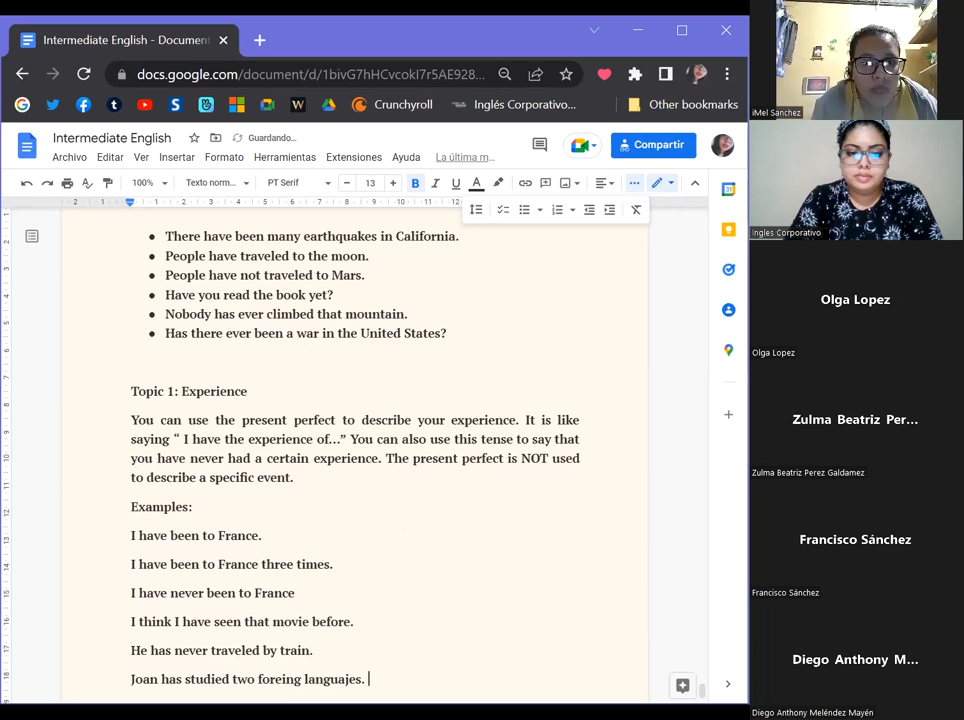 Intermediate English - Document
docs.google.com/document/d/1bivG7hHCvcokI7r5AE928...
Crunchyroll
Inglés Corporativo...
Other bookmarks
Intermediate English
Guardando...
Archivo Editar Ver Insertar Formato Herramientas Extensiones Ayuda La última m...
Compartir
100% Texto norm... PT Serif 13
There have been many earthquakes in California.
People have traveled to the moon.
People have not traveled to Mars.
Have you read the book yet?
Nobody has ever climbed that mountain.
Has there ever been a war in the United States?
Topic 1: Experience
You can use the present perfect to describe your experience. It is like
saying “ I have the experience of...” You can also use this tense to say that
you have never had a certain experience. The present perfect is NOT used
to describe a specific event.
Examples:
I have been to France.
I have been to France three times.
I have never been to France
I think I have seen that movie before.
He has never traveled by train.
Joan has studied two foreing languajes.
iMel Sanchez
Ingles Corporativo
Olga Lopez
Olga Lopez
Zulma Beatriz Per...
Zulma Beatriz Perez Galdamez
Francisco Sánchez
Francisco Sánchez
Diego Anthony M...
Diego Anthony Meléndez Mayén